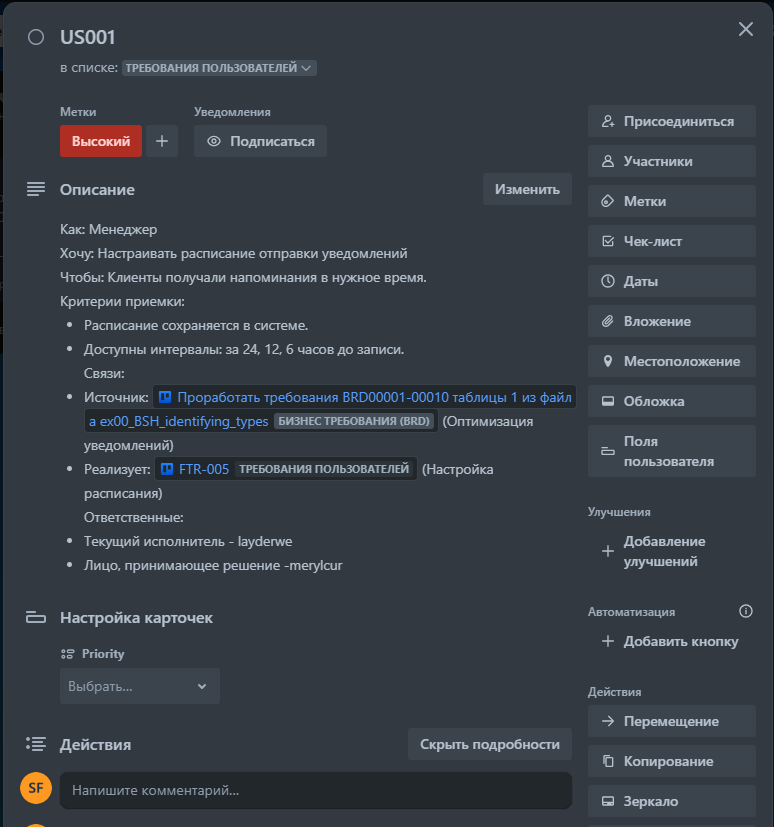 US001
в списке: ТРЕБОВАНИЯ ПОЛЬЗОВАТЕЛЕЙ
Метки
Уведомления
Высокий
Подписаться
Описание
Изменить
Как: Менеджер
Хочу: Настраивать расписание отправки уведомлений
Чтобы: Клиенты получали напоминания в нужное время.
Критерии приемки:
• Расписание сохраняется в системе.
• Доступны интервалы: за 24, 12, 6 часов до записи.
Связи:
• Источник: Проработать требования BRD00001-00010 таблицы 1 из файл
а ex00_BSH_identifying_types БИЗНЕС ТРЕБОВАНИЯ (BRD) (Оптимизация
уведомлений)
• Реализует: FTR-005 ТРЕБОВАНИЯ ПОЛЬЗОВАТЕЛЕЙ (Настройка
расписания)
Ответственные:
• Текущий исполнитель - layderwe
• Лицо, принимающее решение -merylcur
Настройка карточек
Priority
Выбрать...
Действия
Скрыть подробности
SF
Напишите комментарий...
Присоединиться
Участники
Метки
Чек-лист
Даты
Вложение
Местоположение
Обложка
Поля
пользователя
Улучшения
Добавление
улучшений
Автоматизация
Добавить кнопку
Действия
Перемещение
Копирование
Зеркало